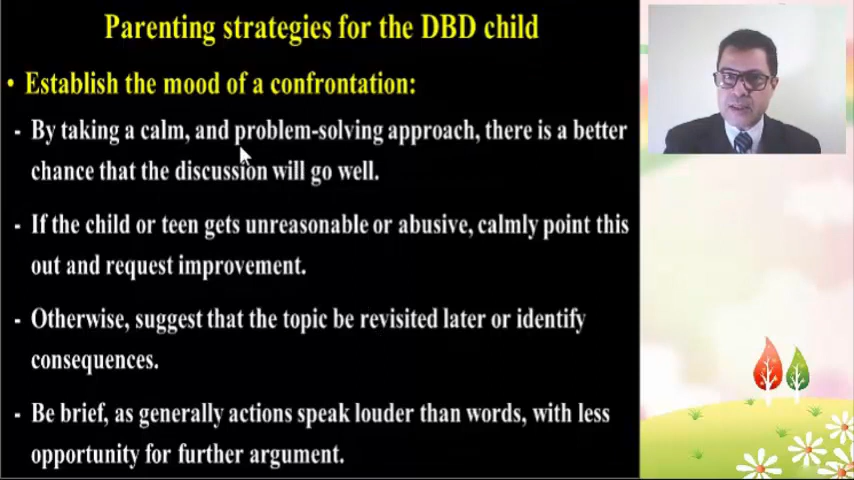 Parenting strategies for the DBD child
• Establish the mood of a confrontation:
- By taking a calm, and problem-solving approach, there is a better
chance that the discussion will go well.
- If the child or teen gets unreasonable or abusive, calmly point this
out and request improvement.
- Otherwise, suggest that the topic be revisited later or identify
consequences.
- Be brief, as generally actions speak louder than words, with less
opportunity for further argument.